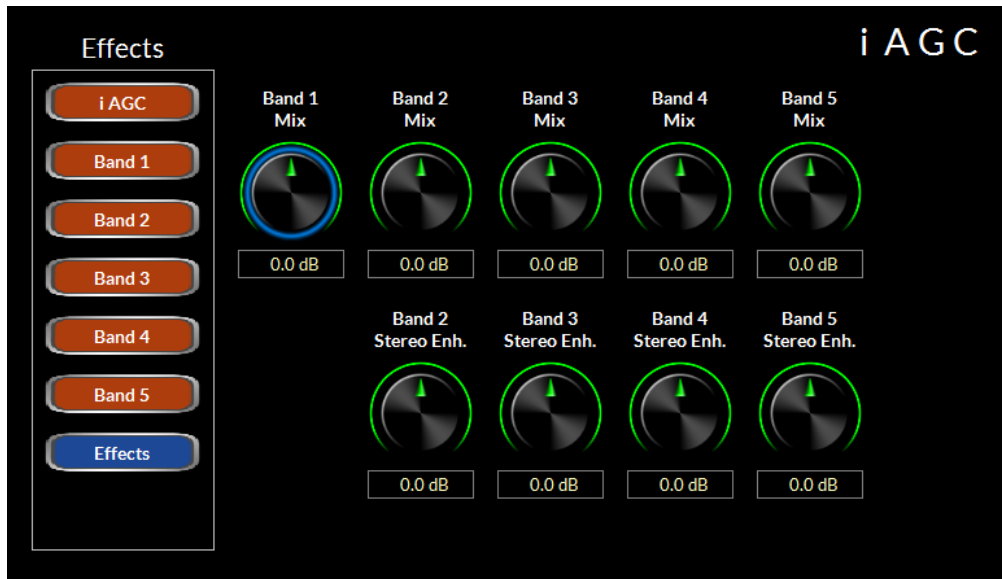 Effects
i AGC
i AGC
Band 1
Band 2
Band 3
Band 4
Band 5
Effects
Band 1
Mix
Band 2
Mix
Band 3
Mix
Band 4
Mix
Band 5
Mix
0.0 dB
0.0 dB
0.0 dB
0.0 dB
0.0 dB
Band 2
Stereo Enh.
Band 3
Stereo Enh.
Band 4
Stereo Enh.
Band 5
Stereo Enh.
0.0 dB
0.0 dB
0.0 dB
0.0 dB